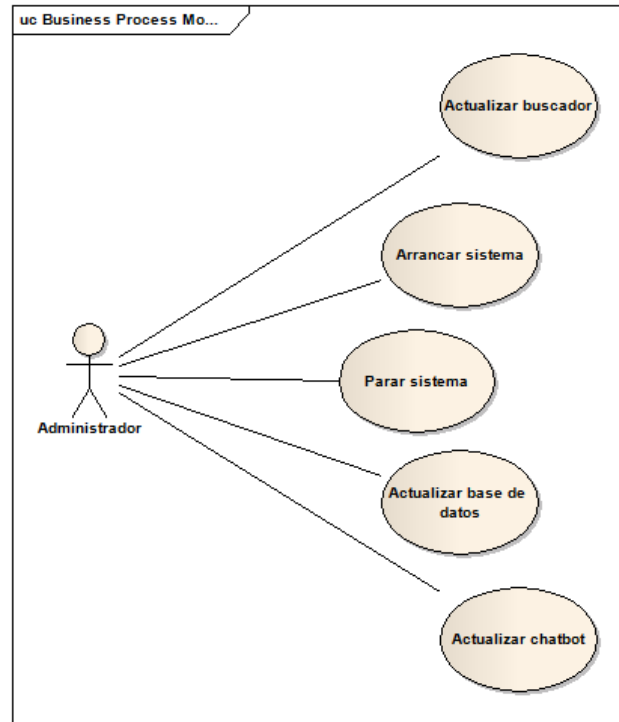 uc Business Process Mo...
Actualizar buscador
Arrancar sistema
Parar sistema
Administrador
Actualizar base de
datos
Actualizar chatbot